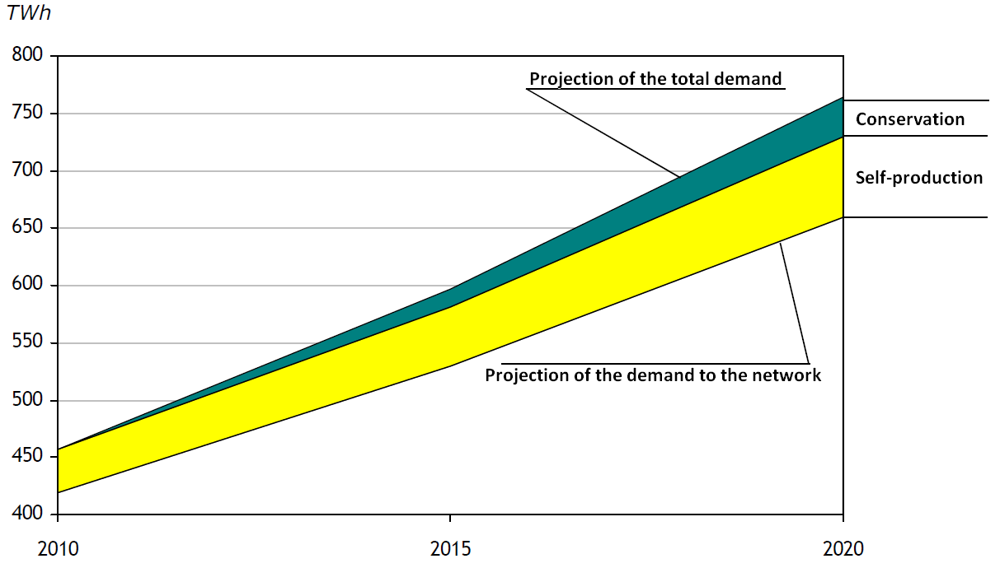 TWh
800
Projection of the total demand
750
Conservation
700
Self-production
650
600
550
Projection of the demand to the network
500
450
400
2010 2015 2020